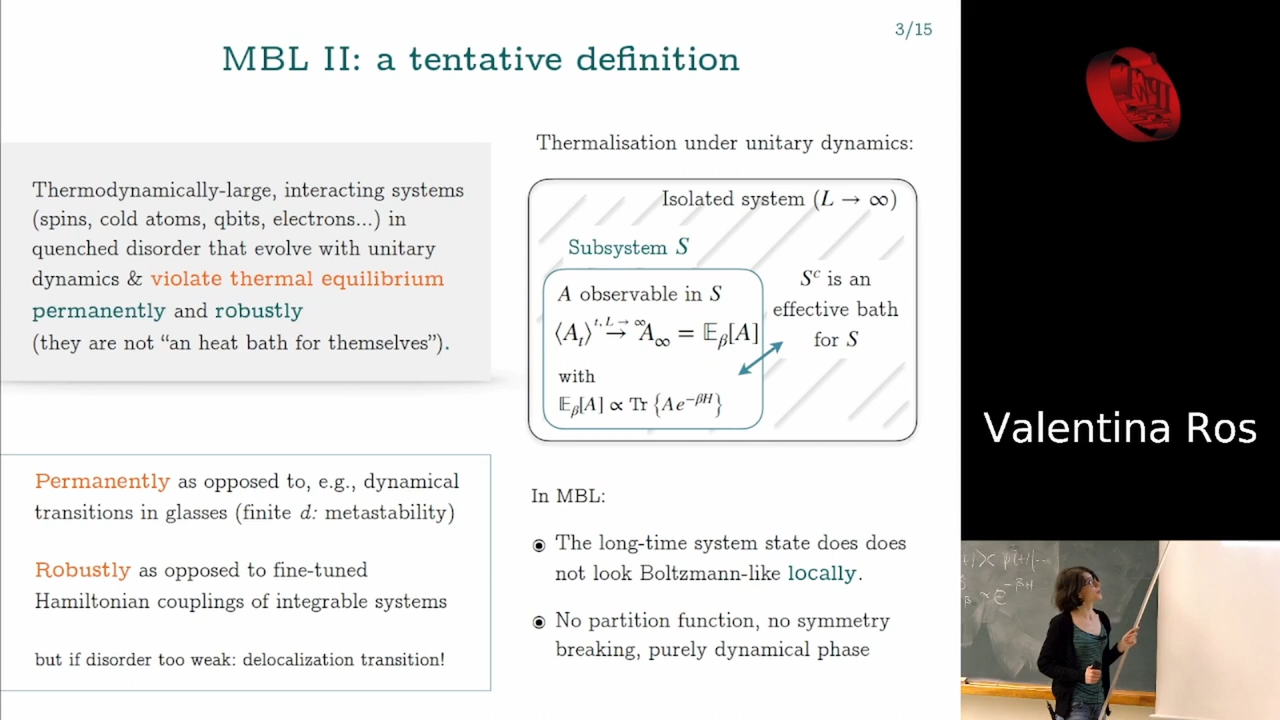 3/15
MBL II: a tentative definition
Thermodynamically-large, interacting systems
(spins, cold atoms, qbits, electrons...) in
quenched disorder that evolve with unitary
dynamics & violate thermal equilibrium
permanently and robustly
(they are not “an heat bath for themselves”).
Permanently as opposed to, e.g., dynamical
transitions in glasses (finite d: metastability)
Robustly as opposed to fine-tuned
Hamiltonian couplings of integrable systems
but if disorder too weak: delocalization transition!
Thermalisation under unitary dynamics:
Isolated system (L → ∞)
Subsystem S
A observable in S
⟨A_t⟩ →^{t,L→∞} A_∞ = 𝔼_β[A]
with
𝔼_β[A] ∝ Tr {Ae^{−βH}}
S^c is an
effective bath
for S
In MBL:
◉ The long-time system state does does
not look Boltzmann-like locally.
◉ No partition function, no symmetry
breaking, purely dynamical phase
Valentina Ros
∝ e^{-βH}